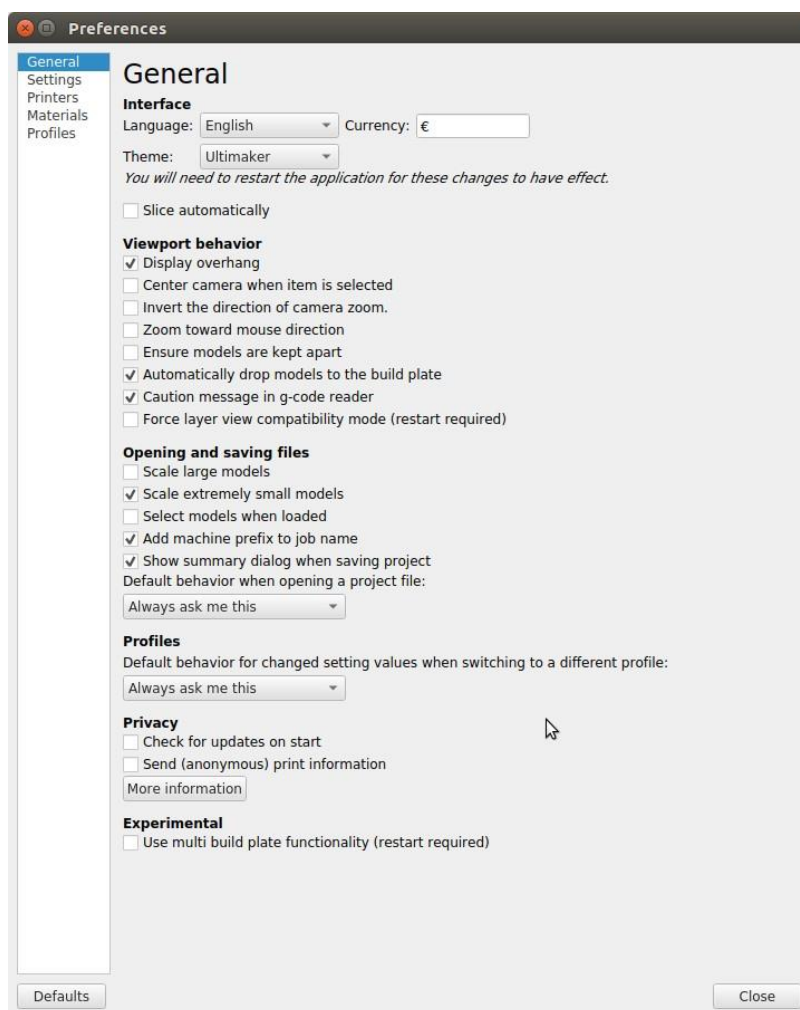 Preferences
General
Settings
Printers
Materials
Profiles
General
Interface
Language: English Currency: €
Theme: Ultimaker
You will need to restart the application for these changes to have effect.
Slice automatically
Viewport behavior
Display overhang
Center camera when item is selected
Invert the direction of camera zoom.
Zoom toward mouse direction
Ensure models are kept apart
Automatically drop models to the build plate
Caution message in g-code reader
Force layer view compatibility mode (restart required)
Opening and saving files
Scale large models
Scale extremely small models
Select models when loaded
Add machine prefix to job name
Show summary dialog when saving project
Default behavior when opening a project file:
Always ask me this
Profiles
Default behavior for changed setting values when switching to a different profile:
Always ask me this
Privacy
Check for updates on start
Send (anonymous) print information
More information
Experimental
Use multi build plate functionality (restart required)
Defaults Close